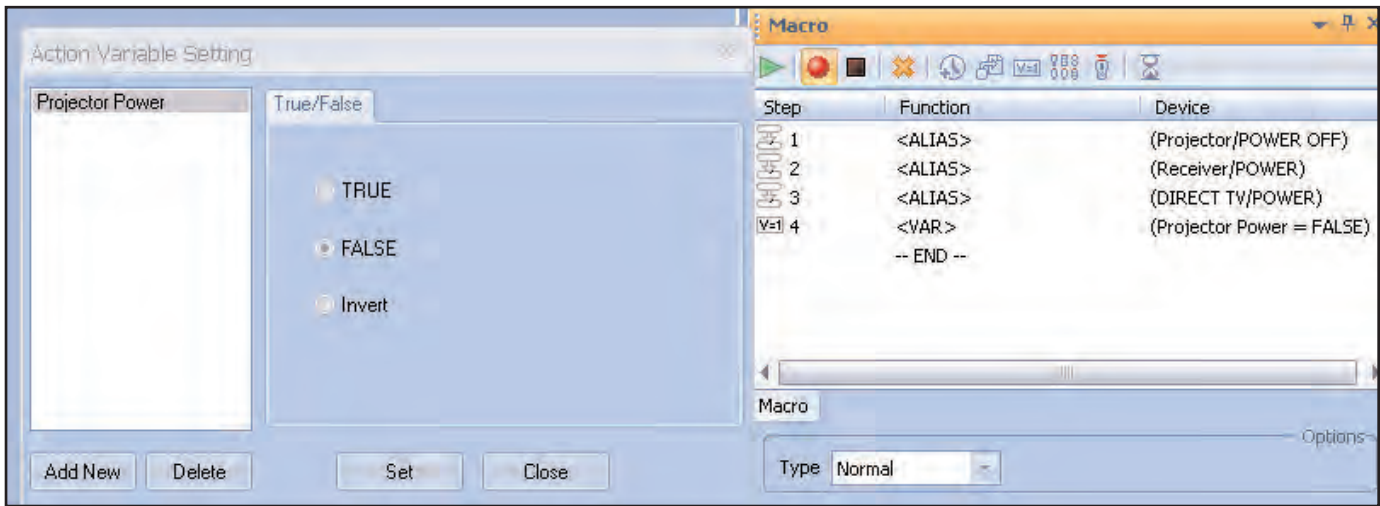 Action Variable Setting
Projector Power
True/False
TRUE
FALSE
Invert
Add New
Delete
Set
Close
Macro
V=1
Step Function Device
1 <ALIAS> (Projector/POWER OFF)
2 <ALIAS> (Receiver/POWER)
3 <ALIAS> (DIRECT TV/POWER)
V=1 4 <VAR> (Projector Power = FALSE)
-- END --
Macro
Options
Type Normal